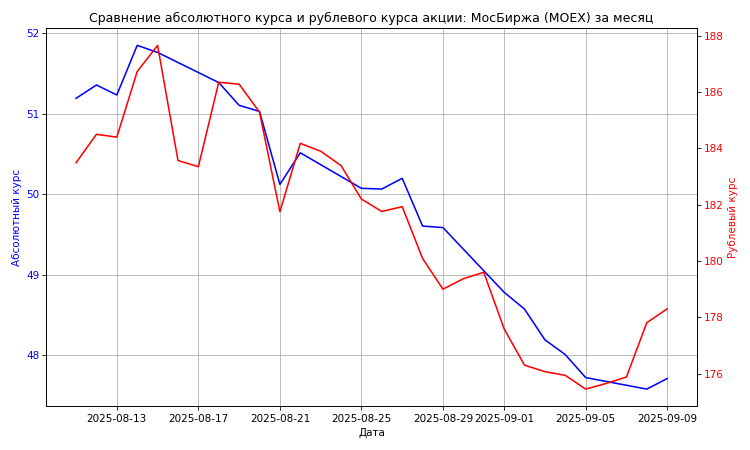 Сравнение абсолютного курса и рублевого курса акции: МосБиржа (MOEX) за месяц
52
51
50
49
48
Абсолютный курс
188
186
184
182
180
178
176
Рублевый курс
2025-08-13 2025-08-17 2025-08-21 2025-08-25 2025-08-29 2025-09-01 2025-09-05 2025-09-09
Дата